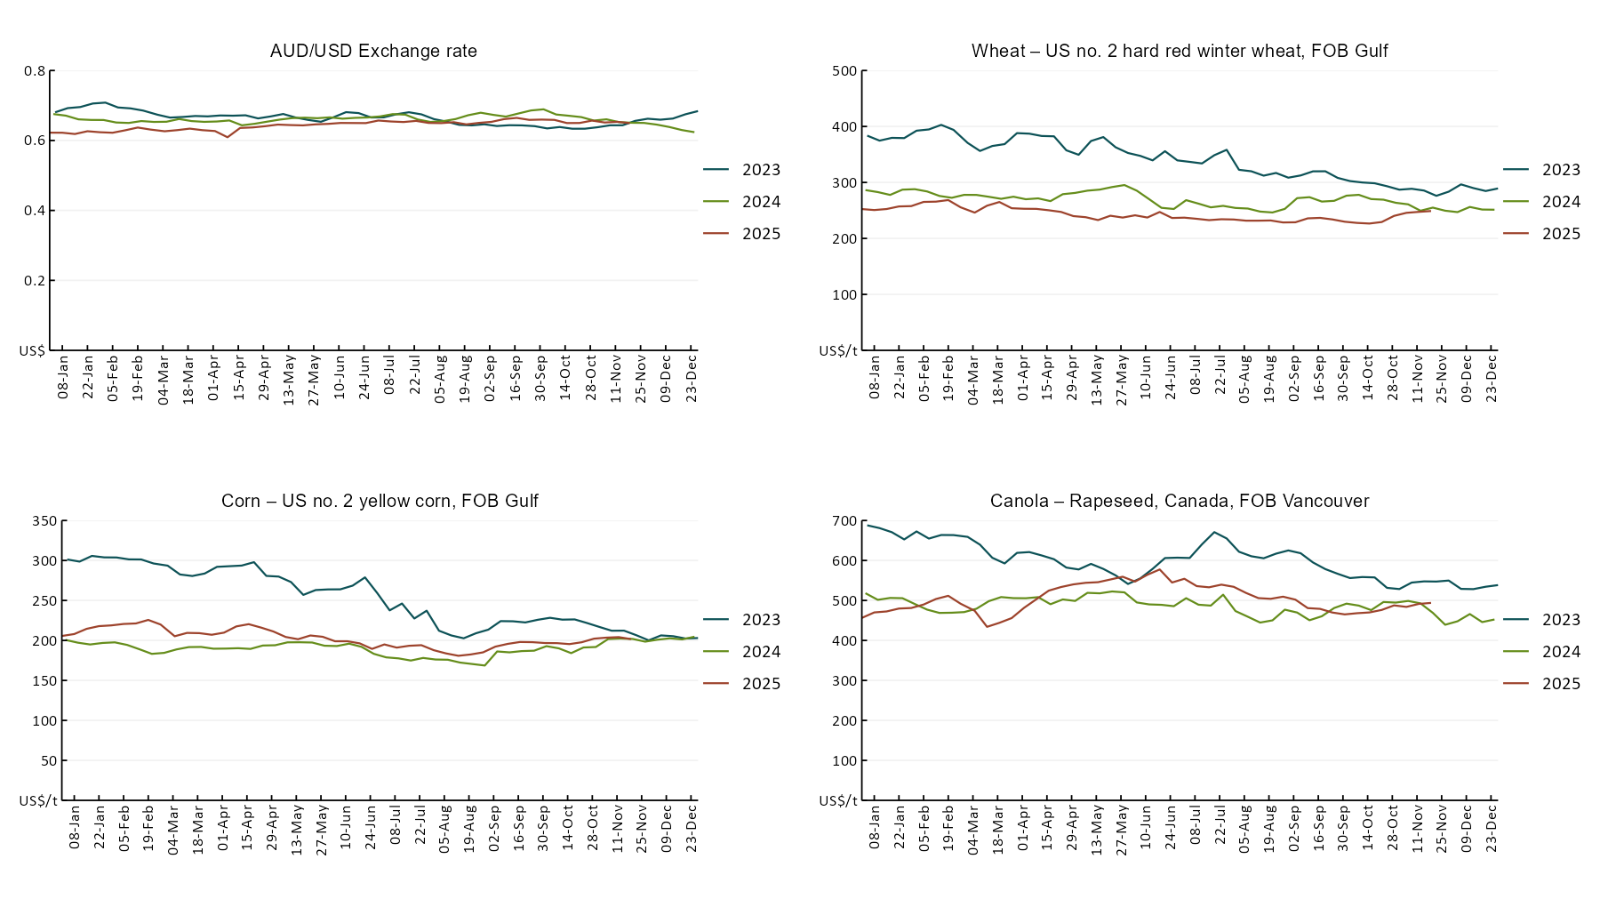 AUD/USD Exchange rate
0.8
0.6
0.4
0.2
US$
08-Jan
22-Jan
05-Feb
19-Feb
04-Mar
18-Mar
01-Apr
15-Apr
29-Apr
13-May
27-May
10-Jun
24-Jun
08-Jul
22-Jul
05-Aug
19-Aug
02-Sep
16-Sep
30-Sep
14-Oct
28-Oct
11-Nov
25-Nov
09-Dec
23-Dec
2023
2024
2025
Wheat – US no. 2 hard red winter wheat, FOB Gulf
500
400
300
200
100
US$/t
08-Jan
22-Jan
05-Feb
19-Feb
04-Mar
18-Mar
01-Apr
15-Apr
29-Apr
13-May
27-May
10-Jun
24-Jun
08-Jul
22-Jul
05-Aug
19-Aug
02-Sep
16-Sep
30-Sep
14-Oct
28-Oct
11-Nov
25-Nov
09-Dec
23-Dec
2023
2024
2025
Corn – US no. 2 yellow corn, FOB Gulf
350
300
250
200
150
100
50
US$/t
08-Jan
22-Jan
05-Feb
19-Feb
04-Mar
18-Mar
01-Apr
15-Apr
29-Apr
13-May
27-May
10-Jun
24-Jun
08-Jul
22-Jul
05-Aug
19-Aug
02-Sep
16-Sep
30-Sep
14-Oct
28-Oct
11-Nov
25-Nov
09-Dec
23-Dec
2023
2024
2025
Canola – Rapeseed, Canada, FOB Vancouver
700
600
500
400
300
200
100
US$/t
08-Jan
22-Jan
05-Feb
19-Feb
04-Mar
18-Mar
01-Apr
15-Apr
29-Apr
13-May
27-May
10-Jun
24-Jun
08-Jul
22-Jul
05-Aug
19-Aug
02-Sep
16-Sep
30-Sep
14-Oct
28-Oct
11-Nov
25-Nov
09-Dec
23-Dec
2023
2024
2025